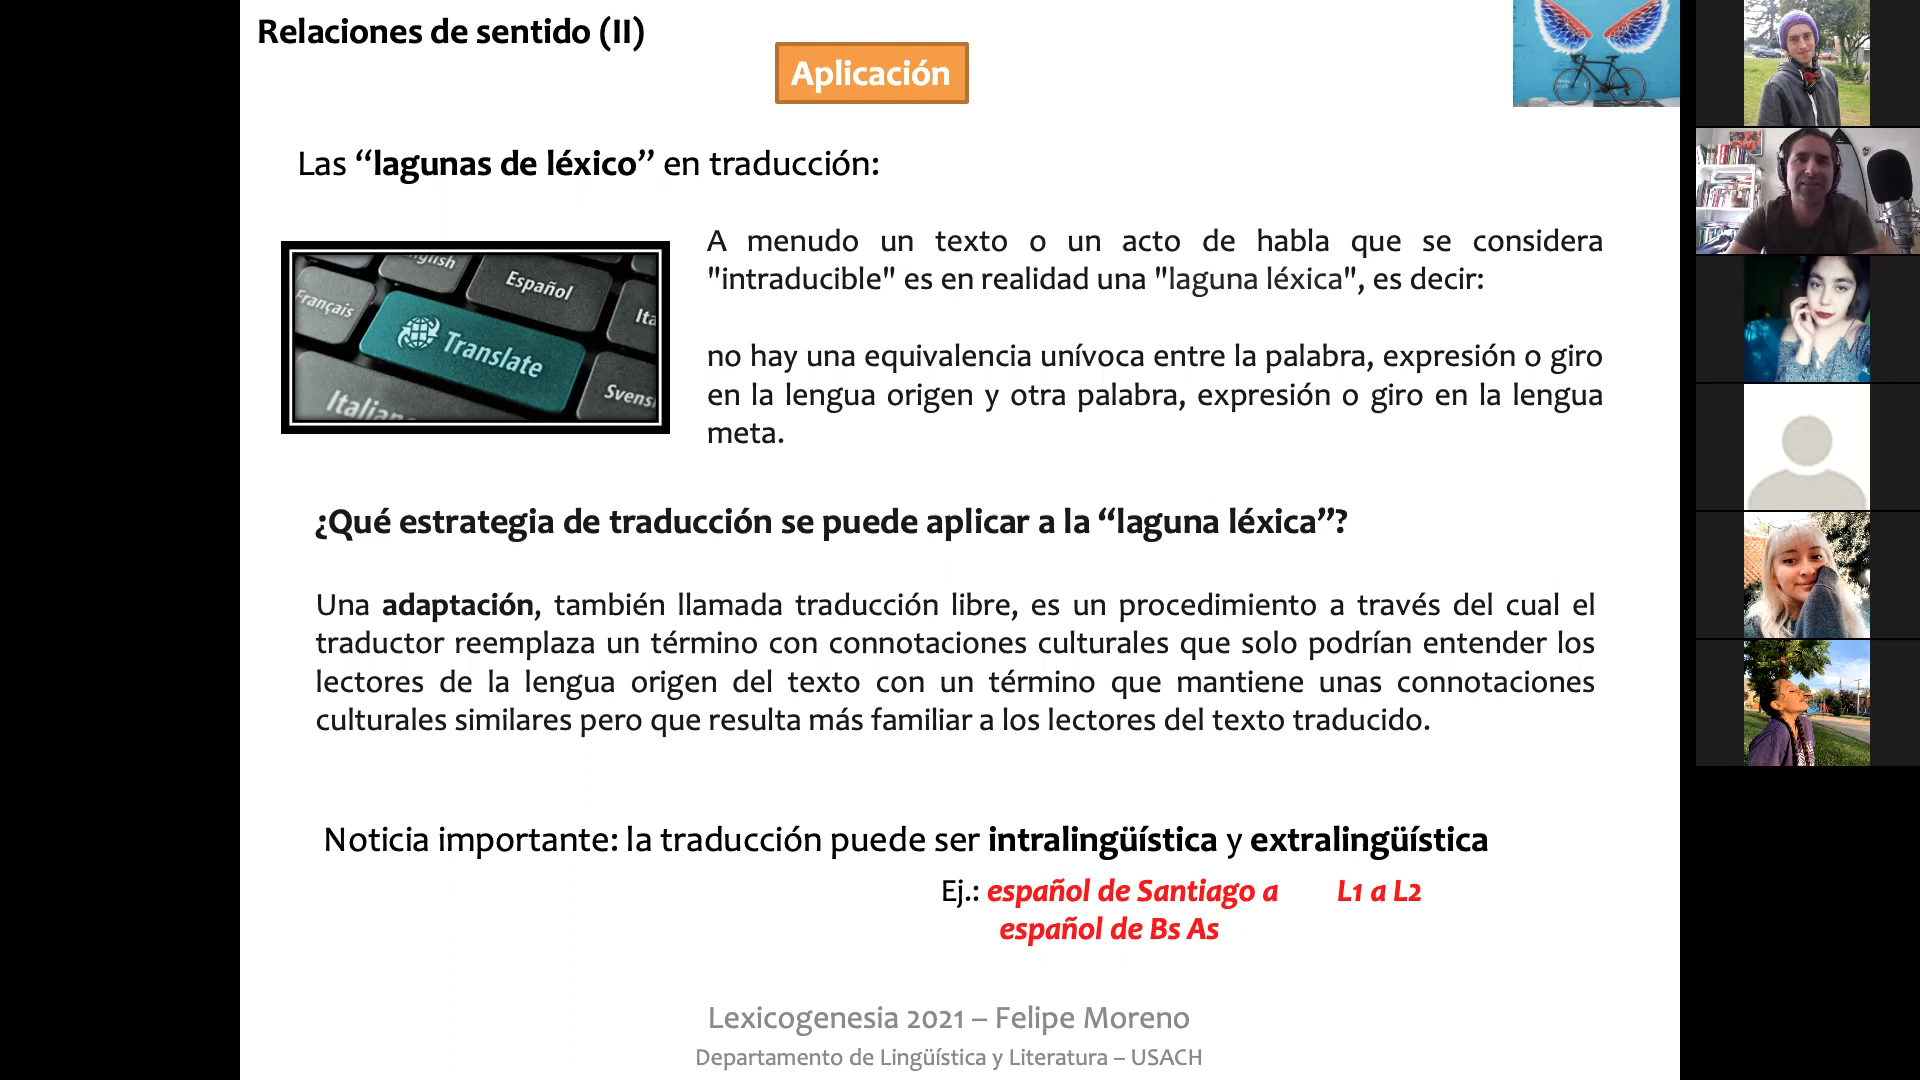 Relaciones de sentido (II)
Aplicación
Las “lagunas de léxico” en traducción:
A menudo un texto o un acto de habla que se considera
"intraducible" es en realidad una "laguna léxica", es decir:
no hay una equivalencia unívoca entre la palabra, expresión o giro
en la lengua origen y otra palabra, expresión o giro en la lengua
meta.
English
Español
Français
Ita
Translate
Italian
Svens
¿Qué estrategia de traducción se puede aplicar a la “laguna léxica”?
Una adaptación, también llamada traducción libre, es un procedimiento a través del cual el
traductor reemplaza un término con connotaciones culturales que solo podrían entender los
lectores de la lengua origen del texto con un término que mantiene unas connotaciones
culturales similares pero que resulta más familiar a los lectores del texto traducido.
Noticia importante: la traducción puede ser intralingüística y extralingüística
Ej.: español de Santiago a L1 a L2
español de Bs As
Lexicogenesia 2021 – Felipe Moreno
Departamento de Lingüística y Literatura – USACH